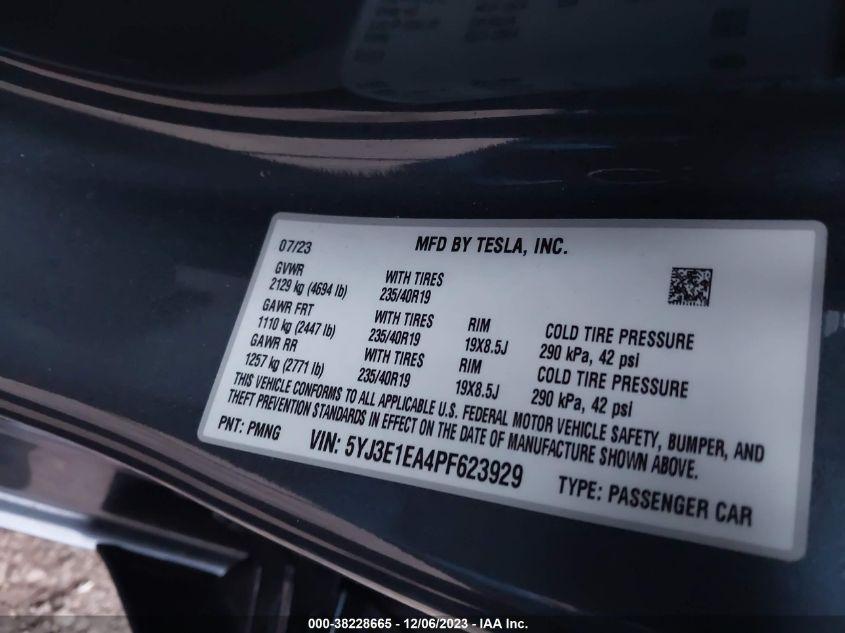 07/23 MFD BY TESLA, INC.
GVWR
2129 kg (4694 lb) WITH TIRES 235/40R19
GAWR FRT
1110 kg (2447 lb) WITH TIRES 235/40R19 RIM 19X8.5J COLD TIRE PRESSURE 290 kPa, 42 psi
GAWR RR
1257 kg (2771 lb) WITH TIRES 235/40R19 RIM 19X8.5J COLD TIRE PRESSURE 290 kPa, 42 psi
THIS VEHICLE CONFORMS TO ALL APPLICABLE U.S. FEDERAL MOTOR VEHICLE SAFETY, BUMPER, AND
THEFT PREVENTION STANDARDS IN EFFECT ON THE DATE OF MANUFACTURE SHOWN ABOVE.
PNT: PMNG VIN: 5YJ3E1EA4PF623929 TYPE: PASSENGER CAR
000-38228665 - 12/06/2023 - IAA Inc.